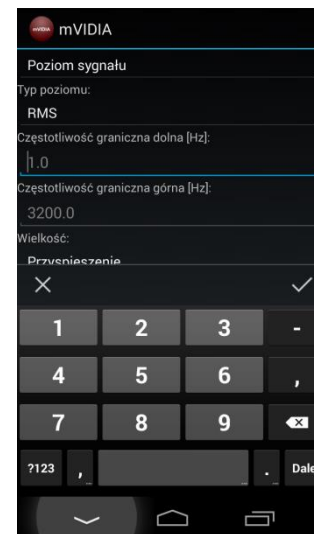 mVIDIA mVIDIA
Poziom sygnału
Typ poziomu:
RMS
Częstotliwość graniczna dolna [Hz]:
1.0
Częstotliwość graniczna górna [Hz]:
3200.0
Wielkość:
Przyspieszenie
1 2 3 -
4 5 6 ,
7 8 9
?123 , . Dale